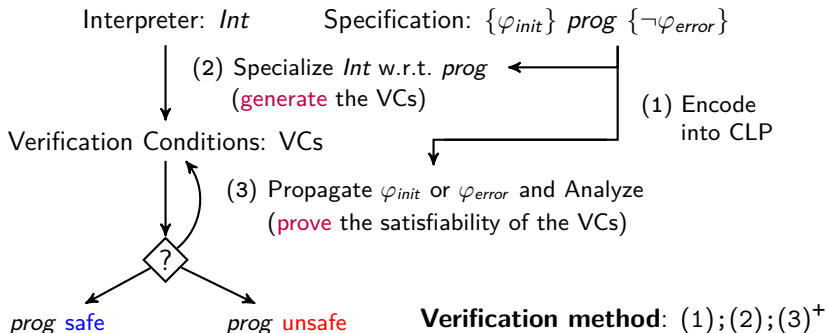 Interpreter: Int
Specification: {φinit} prog {¬φerror}
(2) Specialize Int w.r.t. prog
(generate the VCs)
(1) Encode
into CLP
Verification Conditions: VCs
(3) Propagate φinit or φerror and Analyze
(prove the satisfiability of the VCs)
?
prog safe
prog unsafe
Verification method: (1);(2);(3)⁺